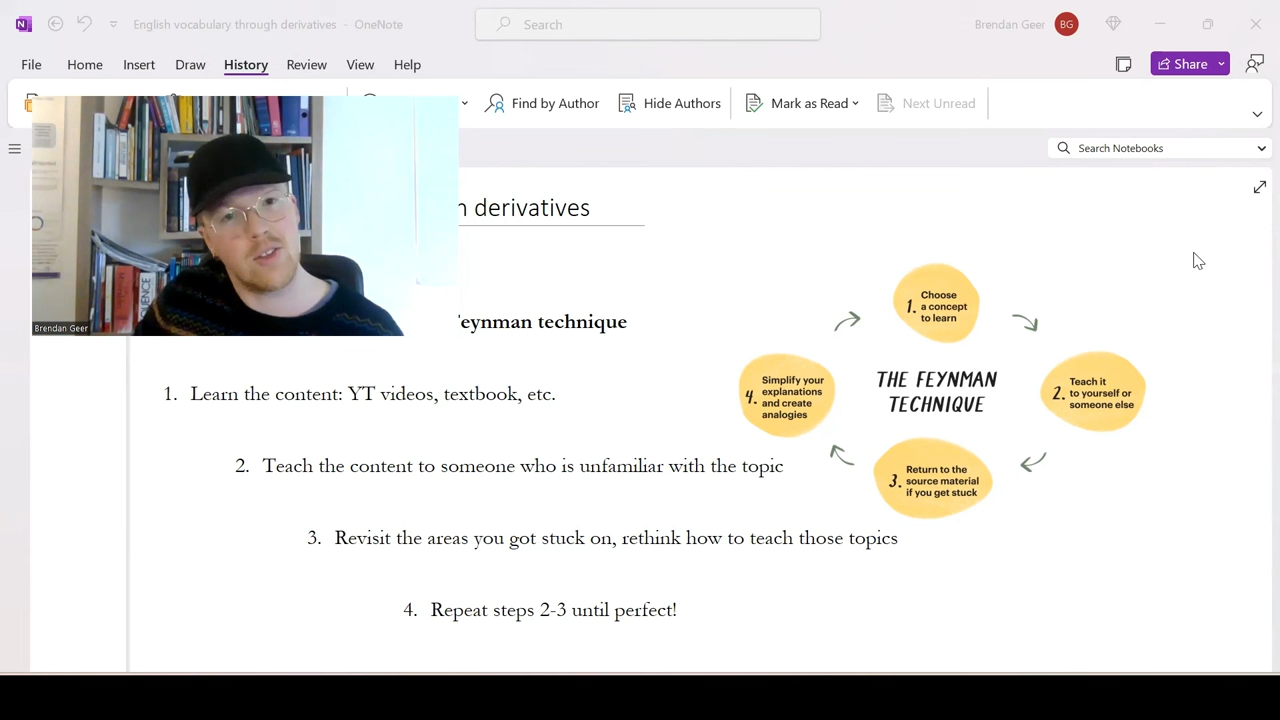 English vocabulary through derivatives - OneNote
Search
Brendan Geer
BG
File
Home
Insert
Draw
History
Review
View
Help
Share
Find by Author
Hide Authors
Mark as Read
Next Unread
Search Notebooks
derivatives
Feynman technique
1. Learn the content: YT videos, textbook, etc.
2. Teach the content to someone who is unfamiliar with the topic
3. Revisit the areas you got stuck on, rethink how to teach those topics
4. Repeat steps 2-3 until perfect!
1. Choose
a concept
to learn
THE FEYNMAN
TECHNIQUE
2. Teach it
to yourself or
someone else
3. Return to the
source material
if you get stuck
4. Simplify your
explanations
and create
analogies
Brendan Geer